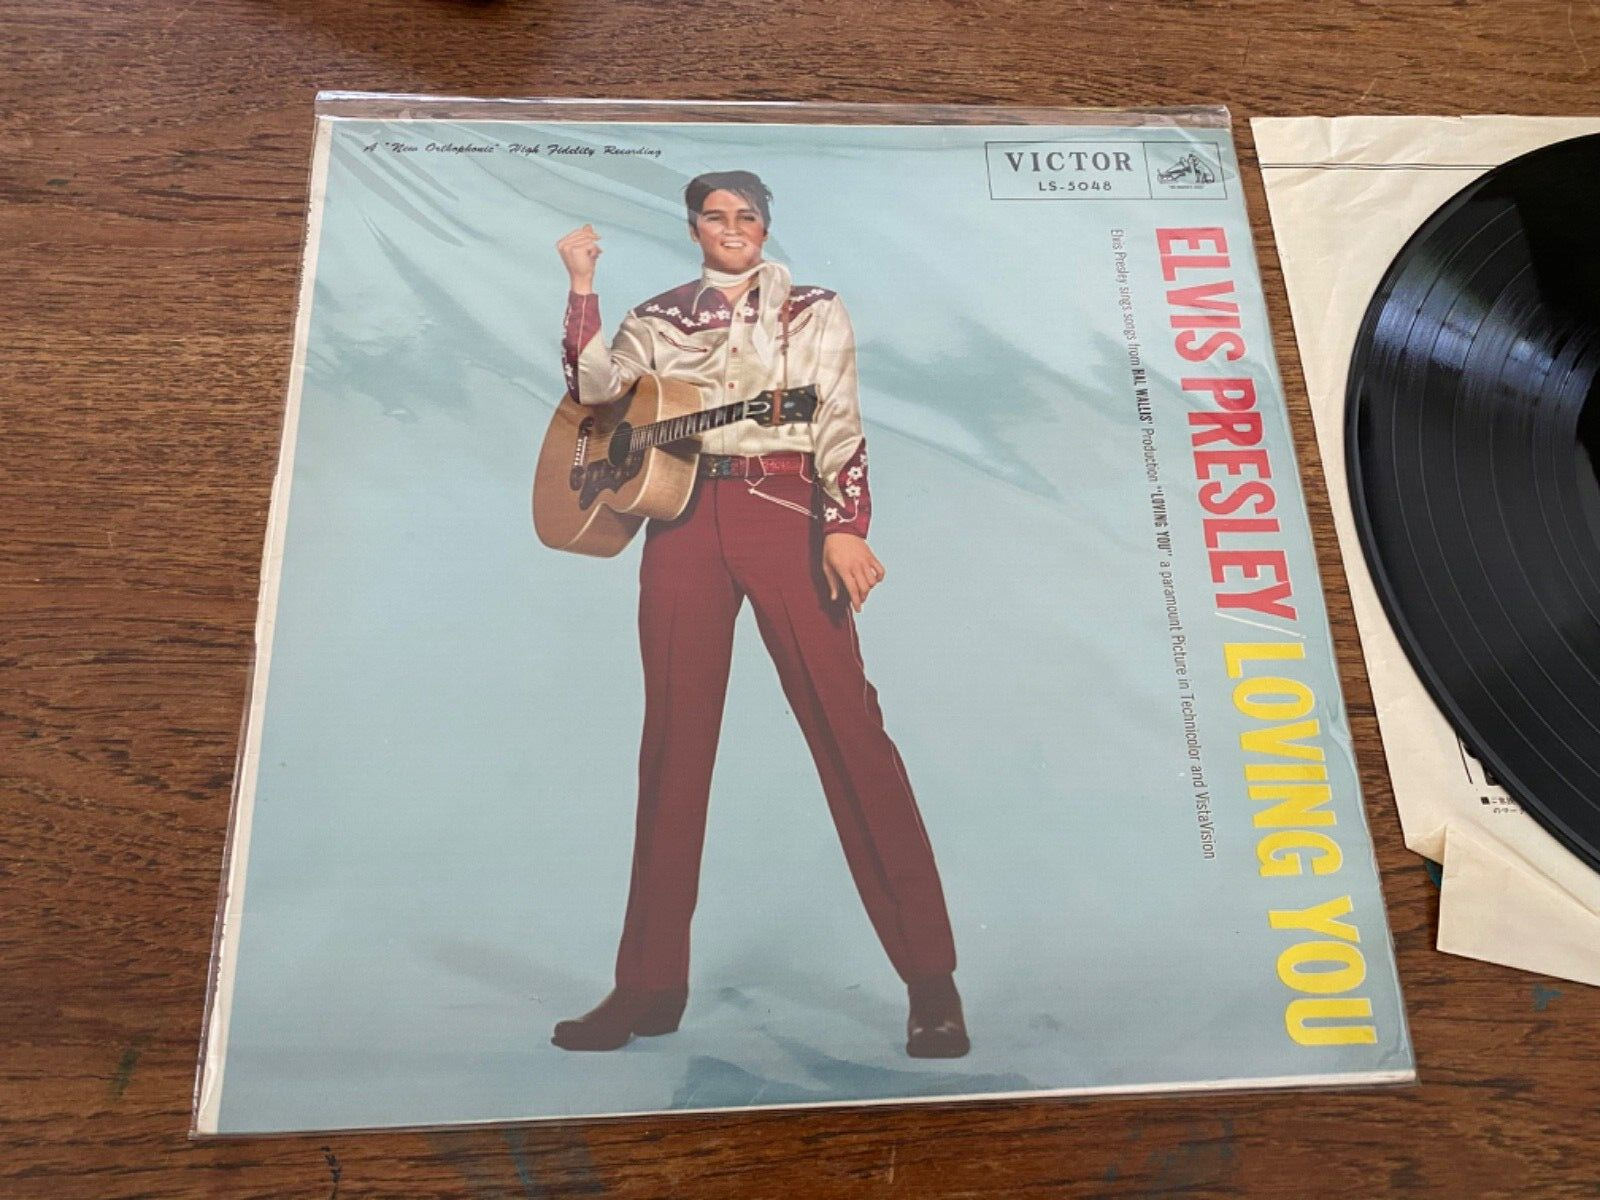 A "New Orthophonic" High Fidelity Recording
VICTOR
LS-5048
ELVIS PRESLEY/LOVING YOU
Elvis Presley sings songs from HAL WALLIS' Production "LOVING YOU" a paramount Picture in Technicolor and VistaVision